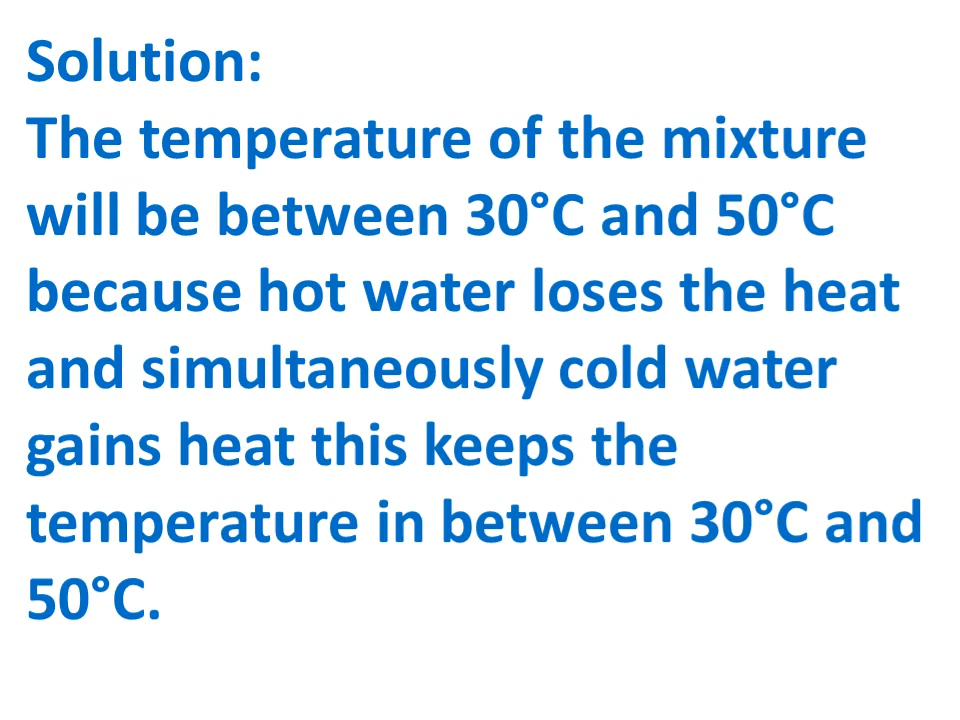 Solution:
The temperature of the mixture
will be between 30°C and 50°C
because hot water loses the heat
and simultaneously cold water
gains heat this keeps the
temperature in between 30°C and
50°C.